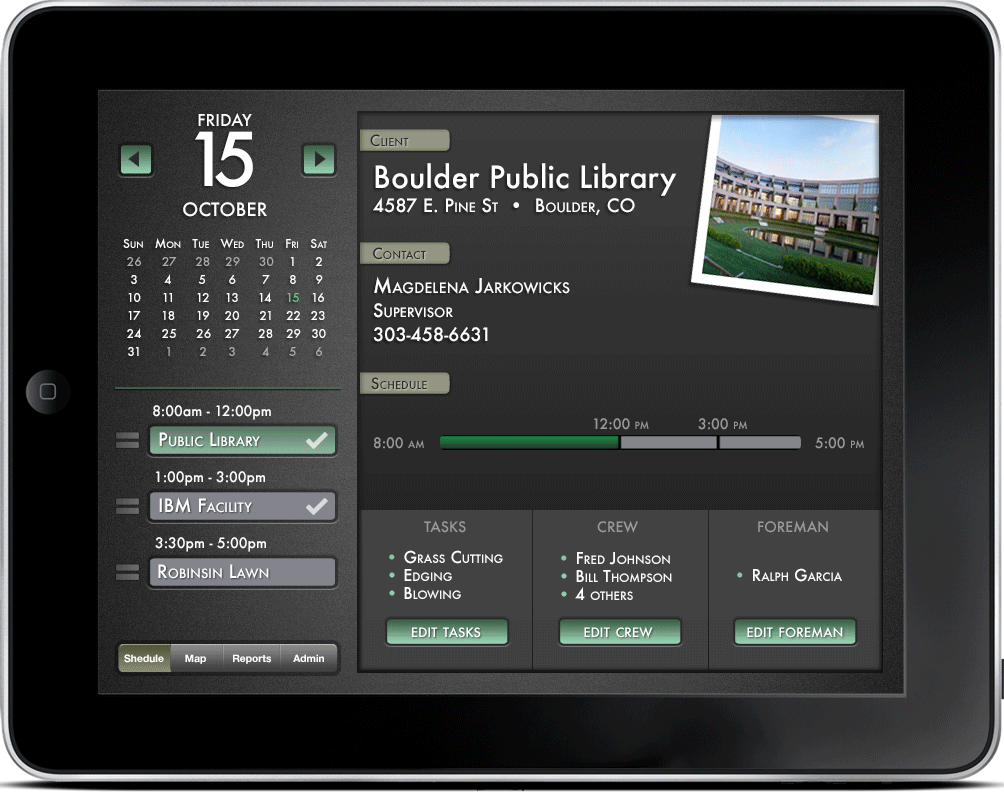 FRIDAY
15
OCTOBER
SUN MON TUE WED THU FRI SAT
26 27 28 29 30 1 2
3 4 5 6 7 8 9
10 11 12 13 14 15 16
17 18 19 20 21 22 23
24 25 26 27 28 29 30
31 1 2 3 4 5 6
8:00am - 12:00pm
PUBLIC LIBRARY
1:00pm - 3:00pm
IBM FACILITY
3:30pm - 5:00pm
ROBINSIN LAWN
Shedule Map Reports Admin
CLIENT
Boulder Public Library
4587 E. PINE ST • BOULDER, CO
CONTACT
MAGDELENA JARKOWICKS
SUPERVISOR
303-458-6631
SCHEDULE
12:00 PM 3:00 PM
8:00 AM 5:00 PM
TASKS
• GRASS CUTTING
• EDGING
• BLOWING
EDIT TASKS
CREW
• FRED JOHNSON
• BILL THOMPSON
• 4 OTHERS
EDIT CREW
FOREMAN
• RALPH GARCIA
EDIT FOREMAN